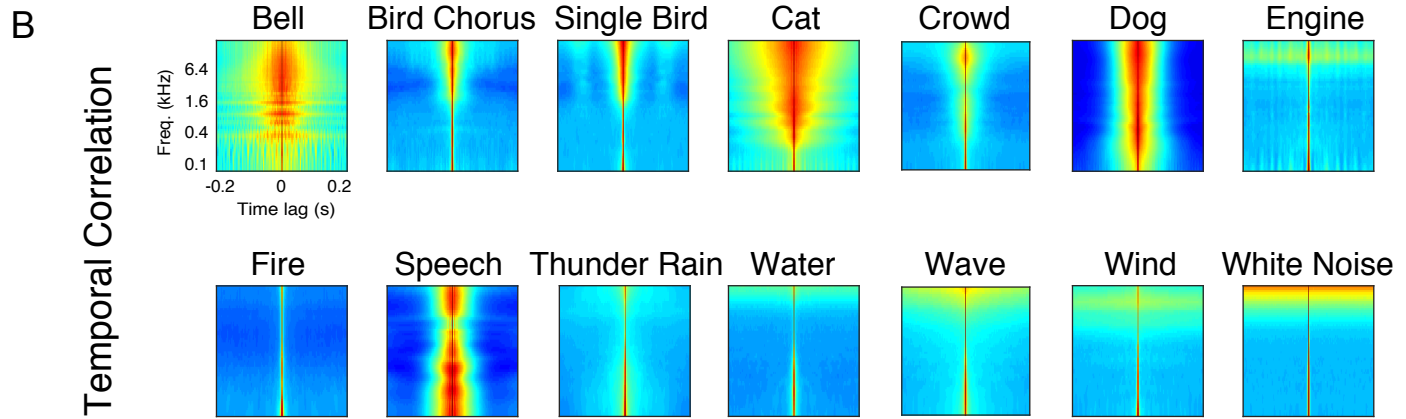 B
Temporal Correlation
Bell
Bird Chorus
Single Bird
Cat
Crowd
Dog
Engine
Freq. (kHz)
6.4
1.6
0.4
0.1
-0.2
0
0.2
Time lag (s)
Fire
Speech
Thunder Rain
Water
Wave
Wind
White Noise